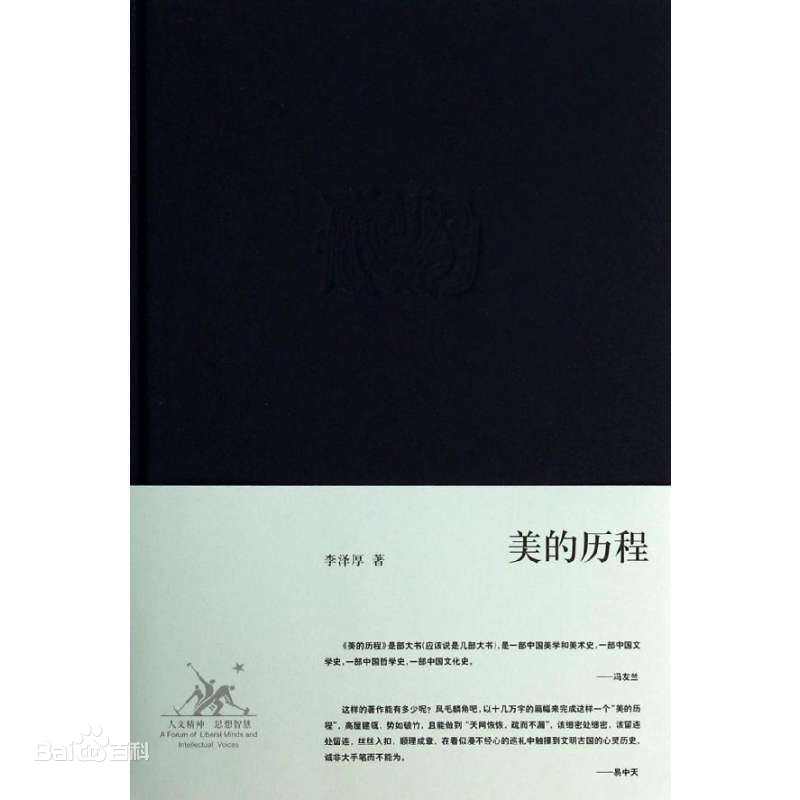 美的历程
李泽厚 著
《美的历程》是部大书(应该说是几部大书),是一部中国美学和美术史,一部中国文
学史,一部中国哲学史,一部中国文化史。
——冯友兰
这样的著作能有多少呢?凤毛麟角吧,以十几万字的篇幅来完成这样一个“美的历
程”,高屋建瓴,势如破竹,且能做到“天网恢恢,疏而不漏”,该细密处细密,该留连
处留连,丝丝入扣,顺理成章,在看似漫不经心的巡礼中触摸到文明古国的心灵历史,
诚非大手笔而不能为。
——易中天
人文精神 思想智慧
A Forum of Liberal Minds and
Intellectual Voices
Bai百科